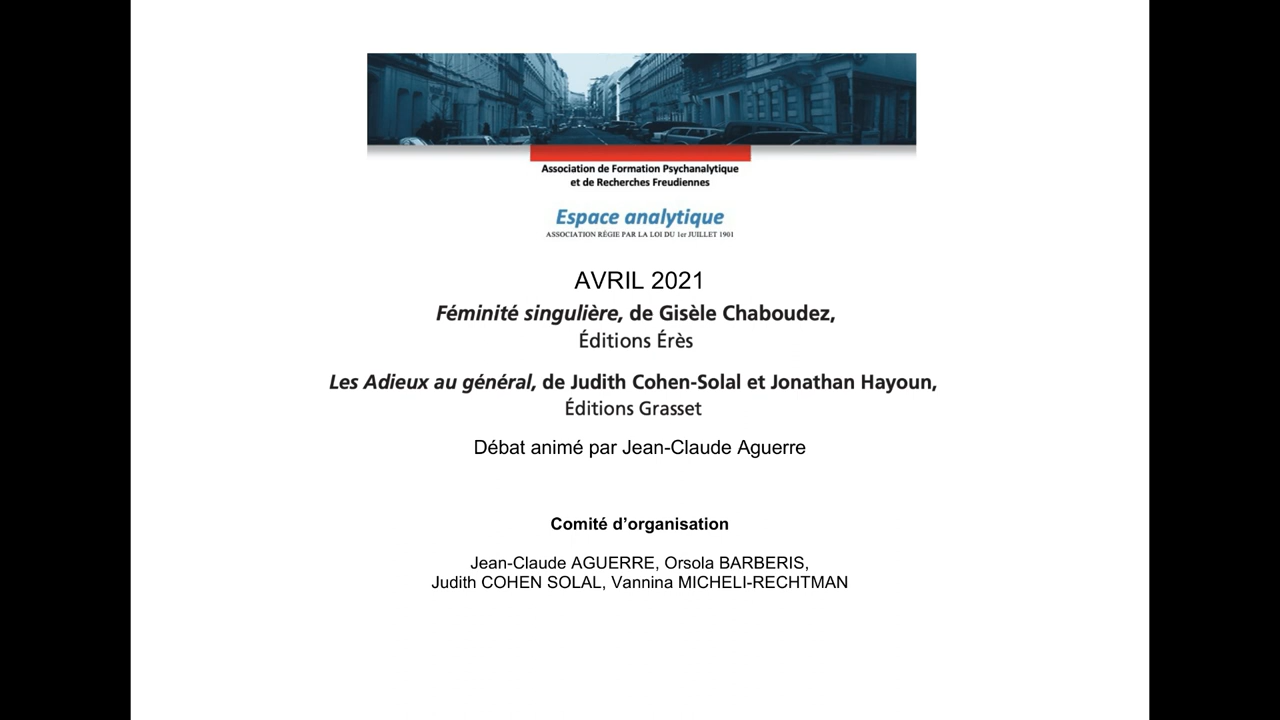 Association de Formation Psychanalytique
et de Recherches Freudiennes
Espace analytique
ASSOCIATION RÉGIE PAR LA LOI DU 1er JUILLET 1901
AVRIL 2021
Féminité singulière, de Gisèle Chaboudez,
Éditions Érès
Les Adieux au général, de Judith Cohen-Solal et Jonathan Hayoun,
Éditions Grasset
Débat animé par Jean-Claude Aguerre
Comité d’organisation
Jean-Claude AGUERRE, Orsola BARBERIS,
Judith COHEN SOLAL, Vannina MICHELI-RECHTMAN